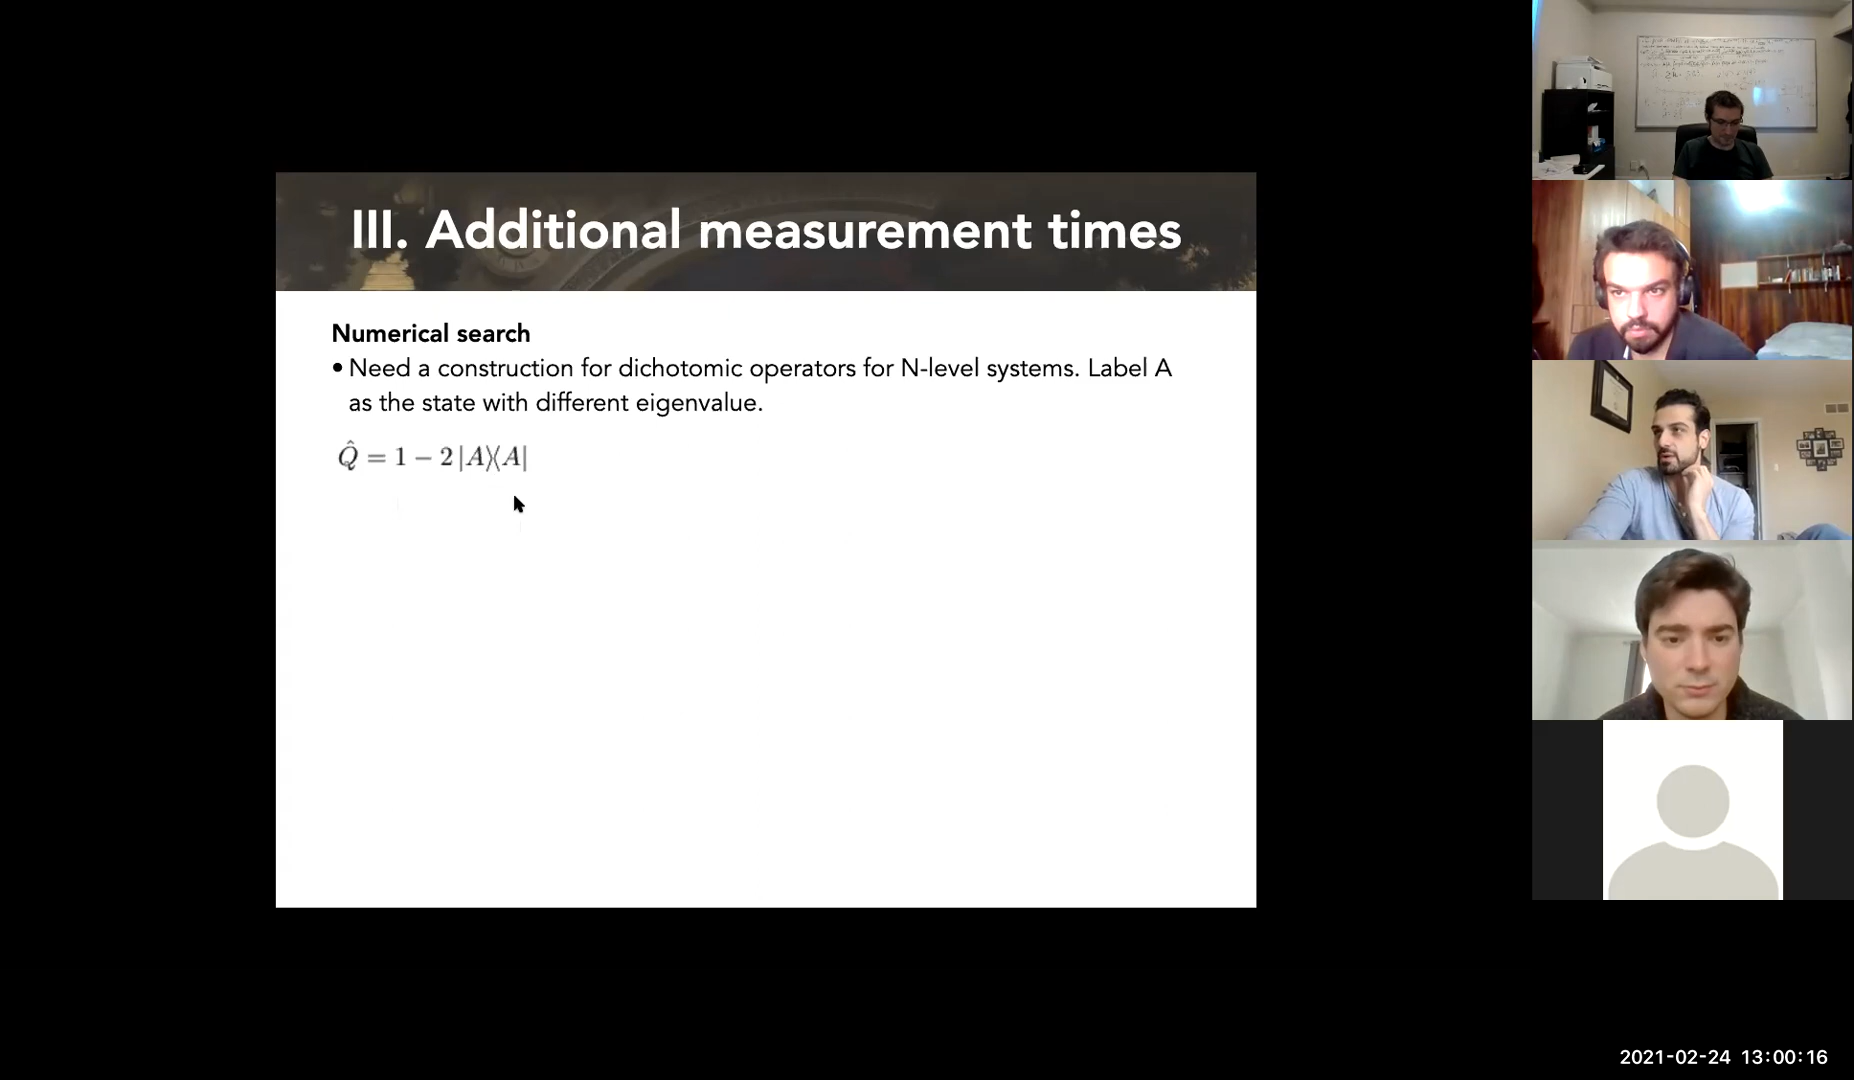 III. Additional measurement times
Numerical search
• Need a construction for dichotomic operators for N-level systems. Label A
as the state with different eigenvalue.
Q̂ = 1 − 2|A⟩⟨A|
2021-02-24 13:00:16